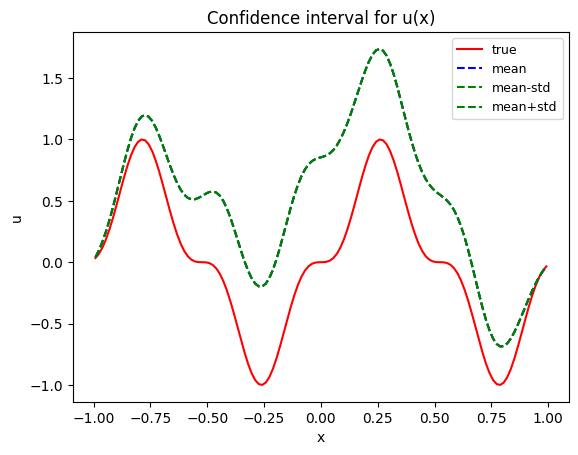 Confidence interval for u(x)
true
mean
mean-std
mean+std
1.5
1.0
0.5
0.0
−0.5
−1.0
u
−1.00 −0.75 −0.50 −0.25 0.00 0.25 0.50 0.75 1.00
x